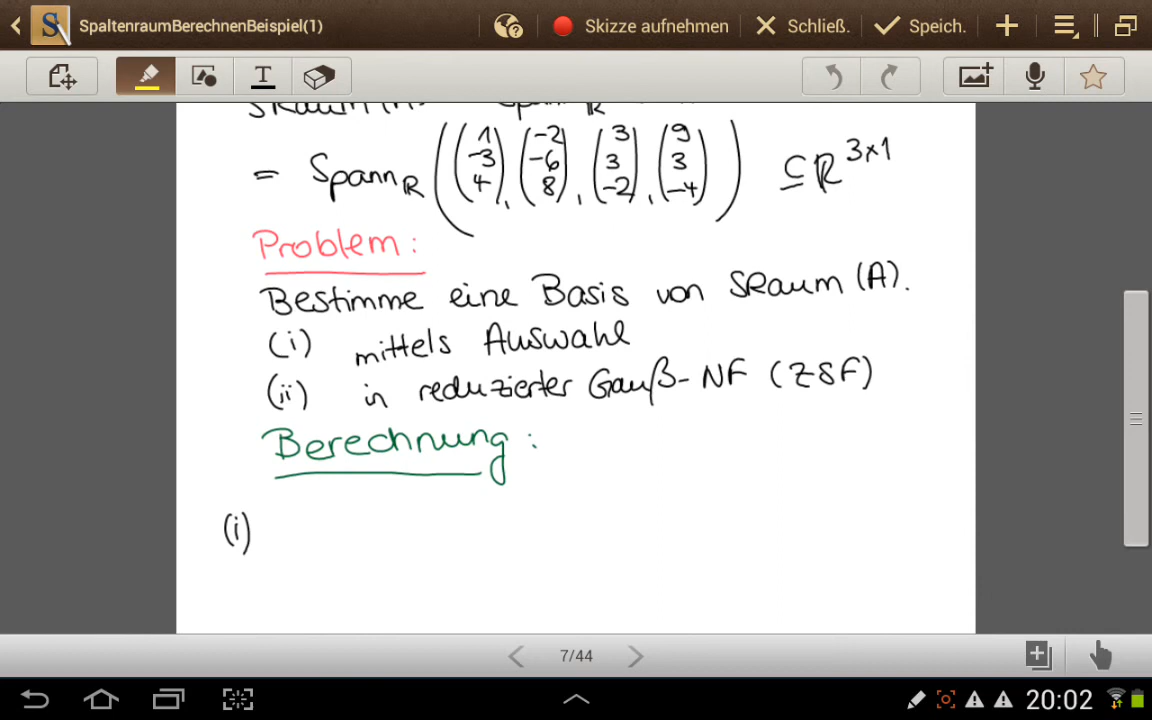 SpaltenraumBerechnenBeispiel(1)
Skizze aufnehmen
Schließ.
Speich.
= Spann_R ((1 -3 4), (-2 -6 8), (3 3 -2), (9 3 -4)) ⊆ ℝ^3×1
Problem:
Bestimme eine Basis von SRaum (A).
(i) mittels Auswahl
(ii) in reduzierter Gauß-NF (ZSF)
Berechnung:
(i)
7/44
20:02